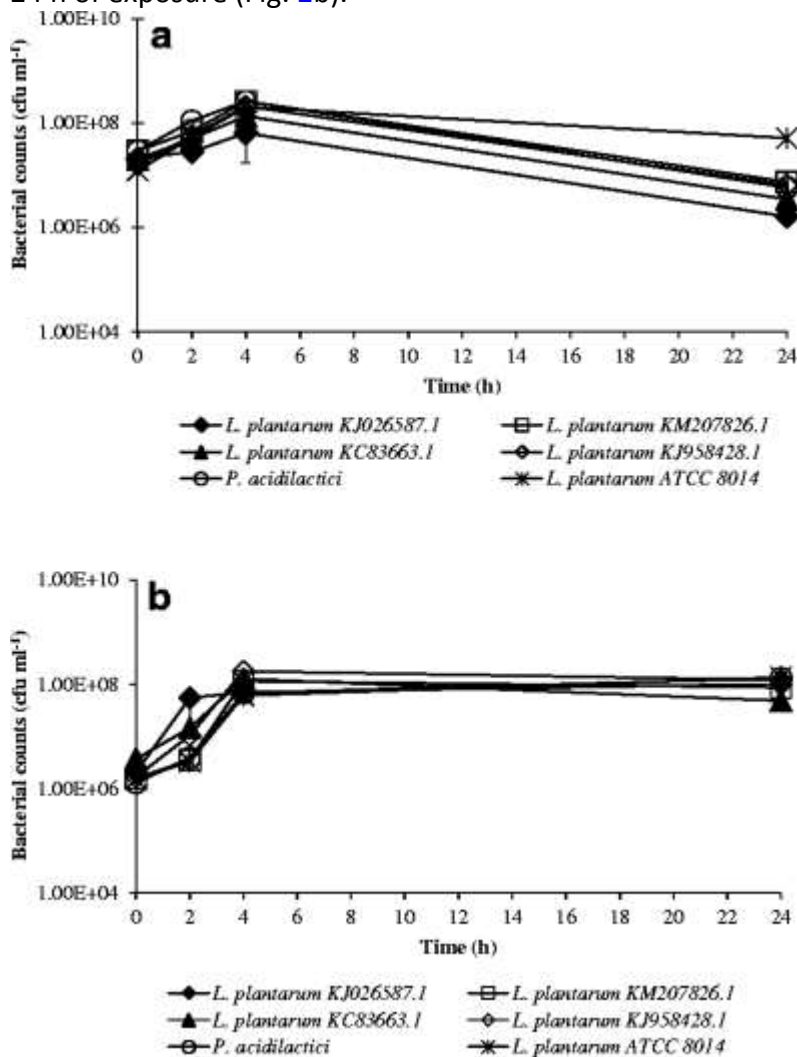 24 h of exposure (Fig. 2b).
a
1.00E+10
1.00E+08
1.00E+06
1.00E+04
Bacterial counts (cfu ml⁻¹)
0 2 4 6 8 10 12 14 16 18 20 22 24
Time (h)
L. plantarum KJ026587.1 L. plantarum KM207826.1
L. plantarum KC83663.1 L. plantarum KJ958428.1
P. acidilactici L. plantarum ATCC 8014
b
1.00E+10
1.00E+08
1.00E+06
1.00E+04
Bacterial counts (cfu ml⁻¹)
0 2 4 6 8 10 12 14 16 18 20 22 24
Time (h)
L. plantarum KJ026587.1 L. plantarum KM207826.1
L. plantarum KC83663.1 L. plantarum KJ958428.1
P. acidilactici L. plantarum ATCC 8014